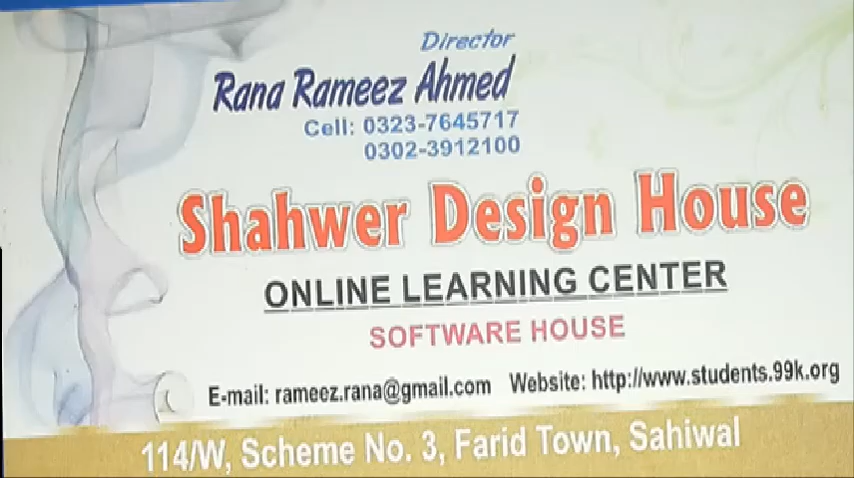 Director
Rana Rameez Ahmed
Cell: 0323-7645717
0302-3912100
Shahwer Design House
ONLINE LEARNING CENTER
SOFTWARE HOUSE
E-mail: rameez.rana@gmail.com Website: http://www.students.99k.org
114/W, Scheme No. 3, Farid Town, Sahiwal